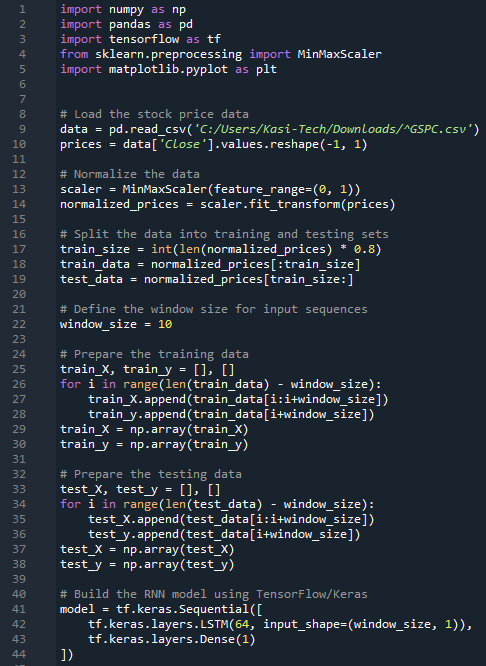 1 import numpy as np
2 import pandas as pd
3 import tensorflow as tf
4 from sklearn.preprocessing import MinMaxScaler
5 import matplotlib.pyplot as plt
6
7
8 # Load the stock price data
9 data = pd.read_csv('C:/Users/Kasi-Tech/Downloads/^GSPC.csv')
10 prices = data['Close'].values.reshape(-1, 1)
11
12 # Normalize the data
13 scaler = MinMaxScaler(feature_range=(0, 1))
14 normalized_prices = scaler.fit_transform(prices)
15
16 # Split the data into training and testing sets
17 train_size = int(len(normalized_prices) * 0.8)
18 train_data = normalized_prices[:train_size]
19 test_data = normalized_prices[train_size:]
20
21 # Define the window size for input sequences
22 window_size = 10
23
24 # Prepare the training data
25 train_X, train_y = [], []
26 for i in range(len(train_data) - window_size):
27     train_X.append(train_data[i:i+window_size])
28     train_y.append(train_data[i+window_size])
29 train_X = np.array(train_X)
30 train_y = np.array(train_y)
31
32 # Prepare the testing data
33 test_X, test_y = [], []
34 for i in range(len(test_data) - window_size):
35     test_X.append(test_data[i:i+window_size])
36     test_y.append(test_data[i+window_size])
37 test_X = np.array(test_X)
38 test_y = np.array(test_y)
39
40 # Build the RNN model using TensorFlow/Keras
41 model = tf.keras.Sequential([
42     tf.keras.layers.LSTM(64, input_shape=(window_size, 1)),
43     tf.keras.layers.Dense(1)
44 ])